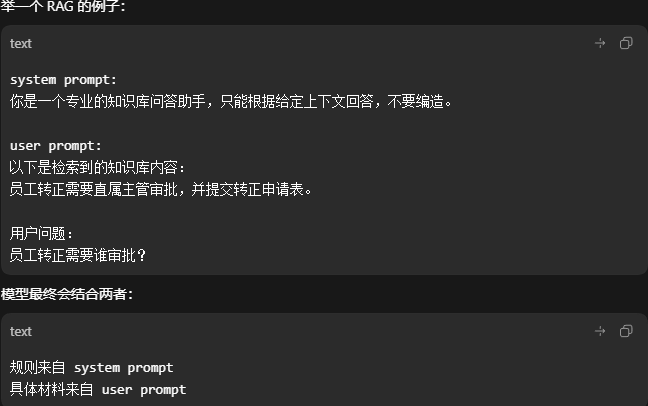 举一个 RAG 的例子：
text
system prompt:
你是一个专业的知识库问答助手，只能根据给定上下文回答，不要编造。
user prompt:
以下是检索到的知识库内容：
员工转正需要直属主管审批，并提交转正申请表。
用户问题：
员工转正需要谁审批？
模型最终会结合两者：
text
规则来自 system prompt
具体材料来自 user prompt